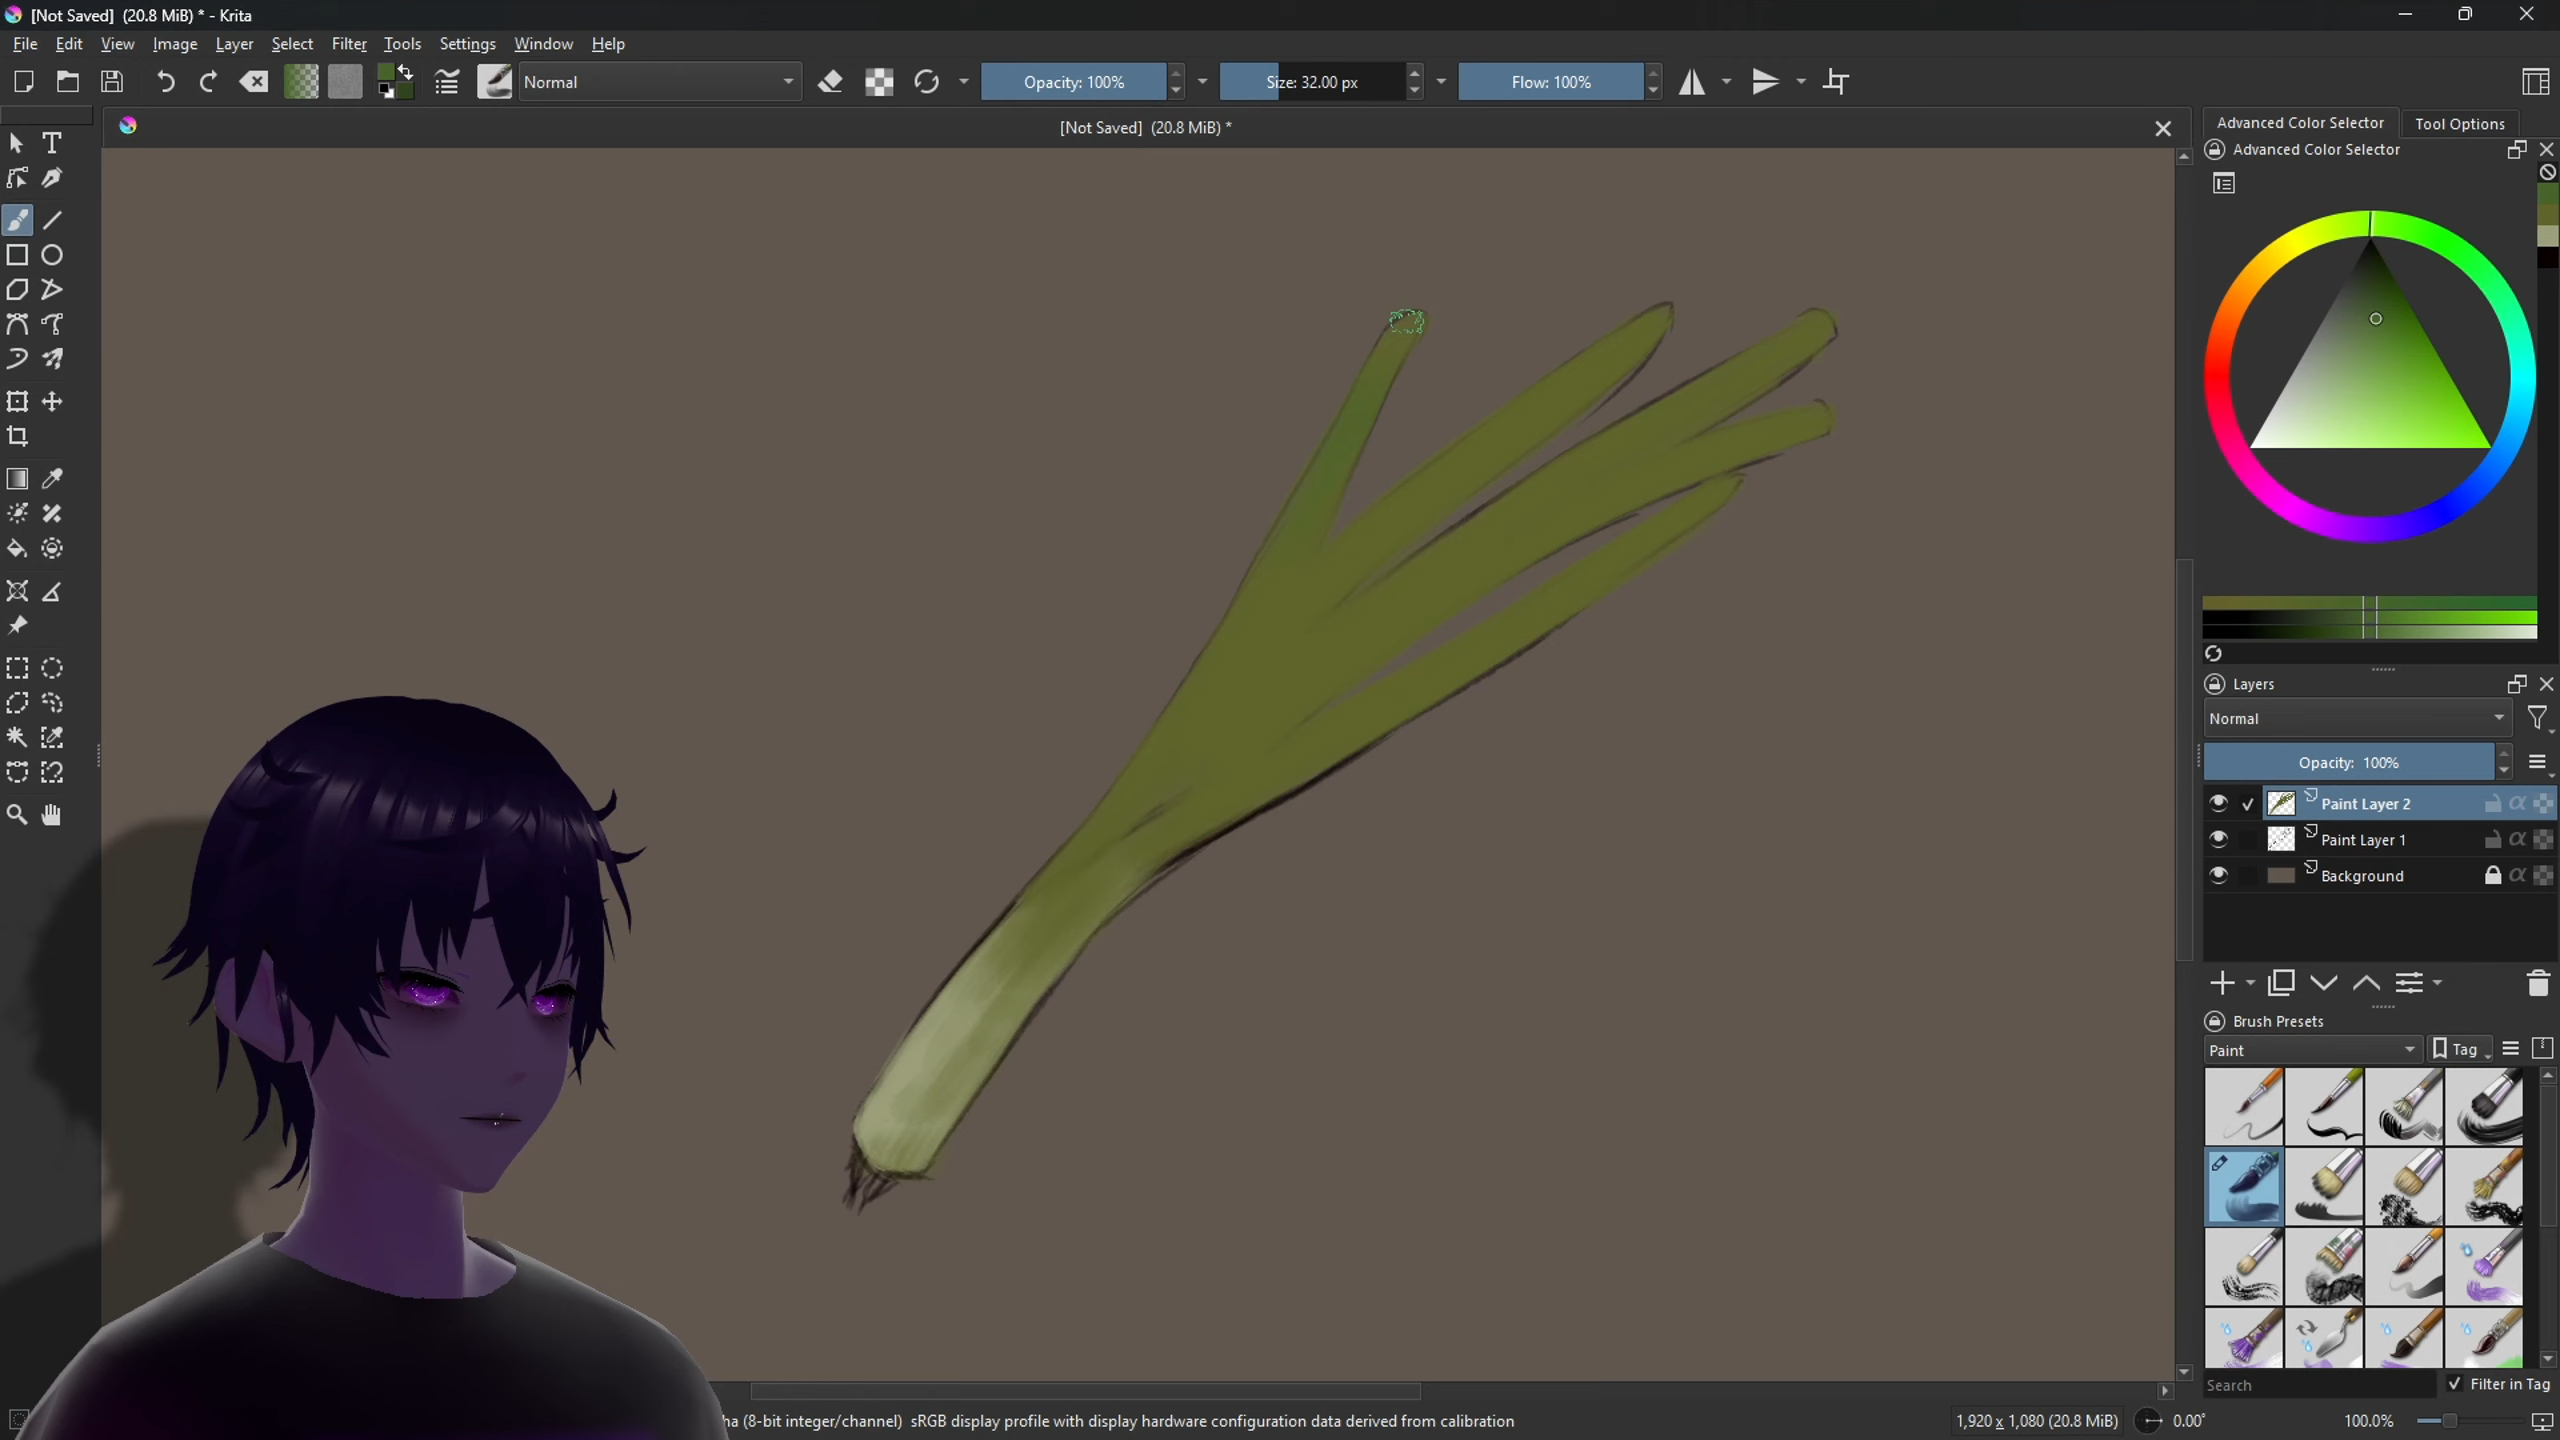 [Not Saved]  (20.8 MiB) * - Krita
File Edit View Image Layer Select Filter Tools Settings Window Help
Normal Opacity: 100% Size: 32.00 px Flow: 100%
[Not Saved]  (20.8 MiB) *
Advanced Color Selector Tool Options
Advanced Color Selector
Layers
Normal
Opacity:  100%
Paint Layer 2
Paint Layer 1
Background
Brush Presets
Paint Tag
Search Filter in Tag
(8-bit integer/channel)  sRGB display profile with display hardware configuration data derived from calibration 1,920 x 1,080 (20.8 MiB) 0.00° 100.0%